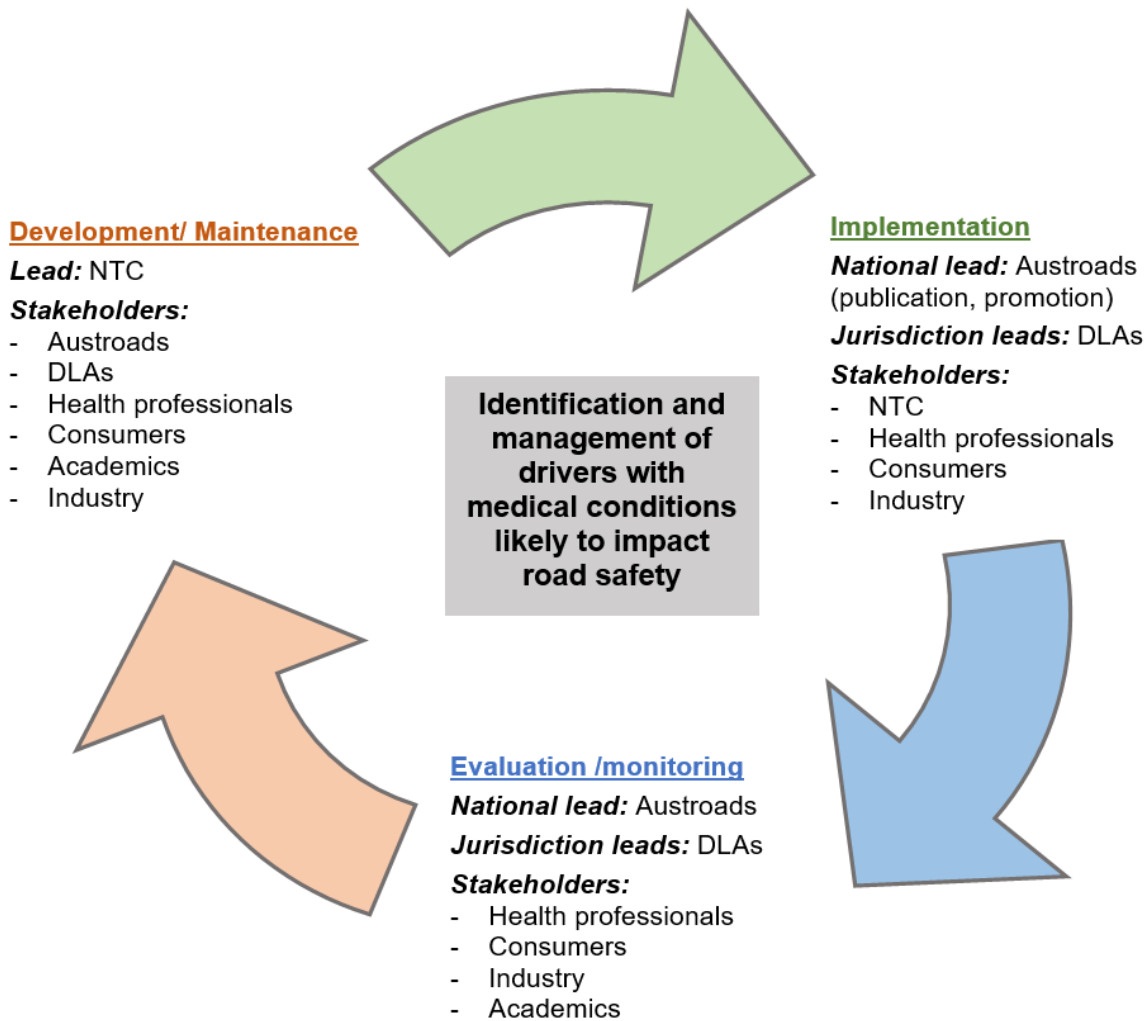 Development/ Maintenance
Lead: NTC
Stakeholders:
- Austroads
- DLAs
- Health professionals
- Consumers
- Academics
- Industry
Implementation
National lead: Austroads
(publication, promotion)
Jurisdiction leads: DLAs
Stakeholders:
- NTC
- Health professionals
- Consumers
- Industry
Identification and
management of
drivers with
medical conditions
likely to impact
road safety
Evaluation /monitoring
National lead: Austroads
Jurisdiction leads: DLAs
Stakeholders:
- Health professionals
- Consumers
- Industry
- Academics